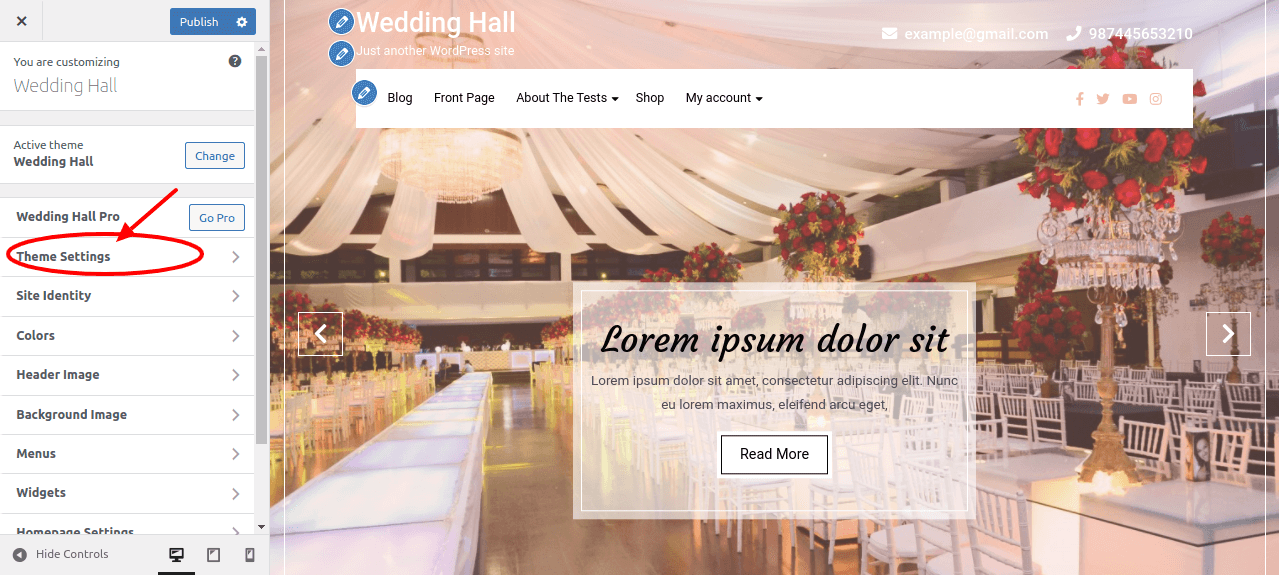 Publish
You are customizing
Wedding Hall
Active theme
Wedding Hall
Change
Wedding Hall Pro
Go Pro
Theme Settings
Site Identity
Colors
Header Image
Background Image
Menus
Widgets
Homepage Settings
Hide Controls
Wedding Hall
Just another WordPress site
example@gmail.com 987445653210
Blog Front Page About The Tests Shop My account
Lorem ipsum dolor sit
Lorem ipsum dolor sit amet, consectetur adipiscing elit. Nunc
eu lorem maximus, eleifend arcu eget,
Read More